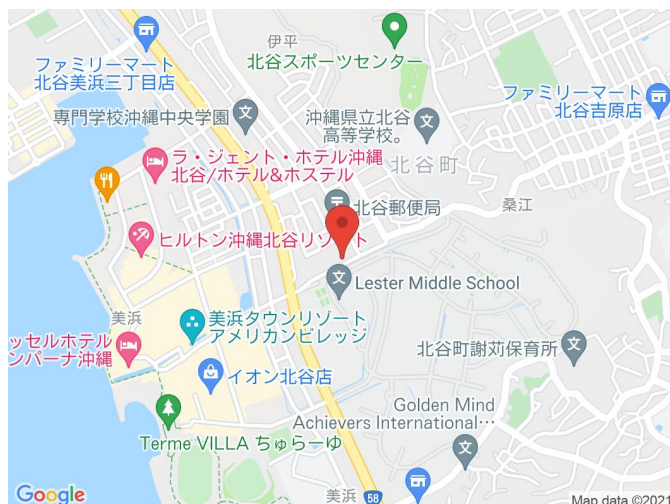 伊平
ファミリーマート
北谷美浜三丁目店
北谷スポーツセンター
専門学校沖縄中央学園
沖縄県立北谷
高等学校。
ファミリーマート
北谷吉原店
ラ・ジェント・ホテル沖縄
北谷/ホテル&ホステル
北谷町
北谷郵便局
桑江
ヒルトン沖縄北谷リゾート
Lester Middle School
美浜
美浜タウンリゾート
アメリカンビレッジ
ッセルホテル
ンパーナ沖縄
北谷町謝苅保育所
イオン北谷店
Golden Mind
Achievers International…
Terme VILLA ちゅらーゆ
美浜
58
Google
Map data ©2021